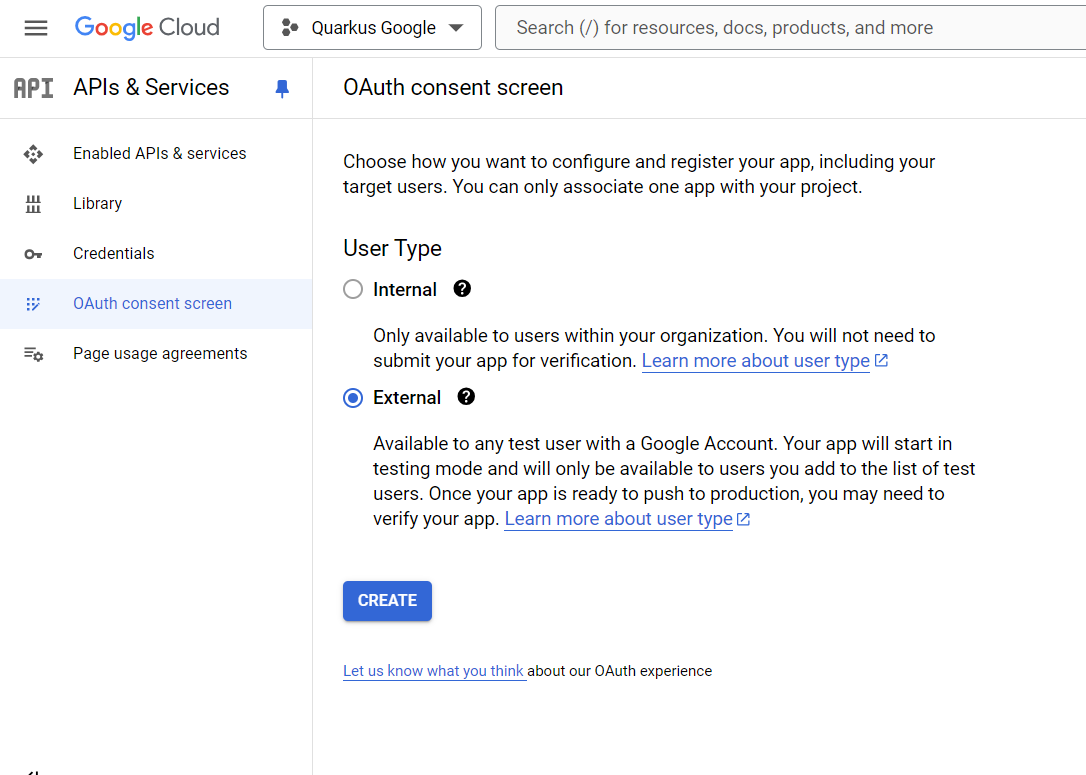 Google Cloud
Quarkus Google
Search (/) for resources, docs, products, and more
API
APIs & Services
OAuth consent screen
Enabled APIs & services
Library
Credentials
OAuth consent screen
Page usage agreements
Choose how you want to configure and register your app, including your
target users. You can only associate one app with your project.
User Type
Internal ?
Only available to users within your organization. You will not need to
submit your app for verification. Learn more about user type
External ?
Available to any test user with a Google Account. Your app will start in
testing mode and will only be available to users you add to the list of test
users. Once your app is ready to push to production, you may need to
verify your app. Learn more about user type
CREATE
Let us know what you think about our OAuth experience